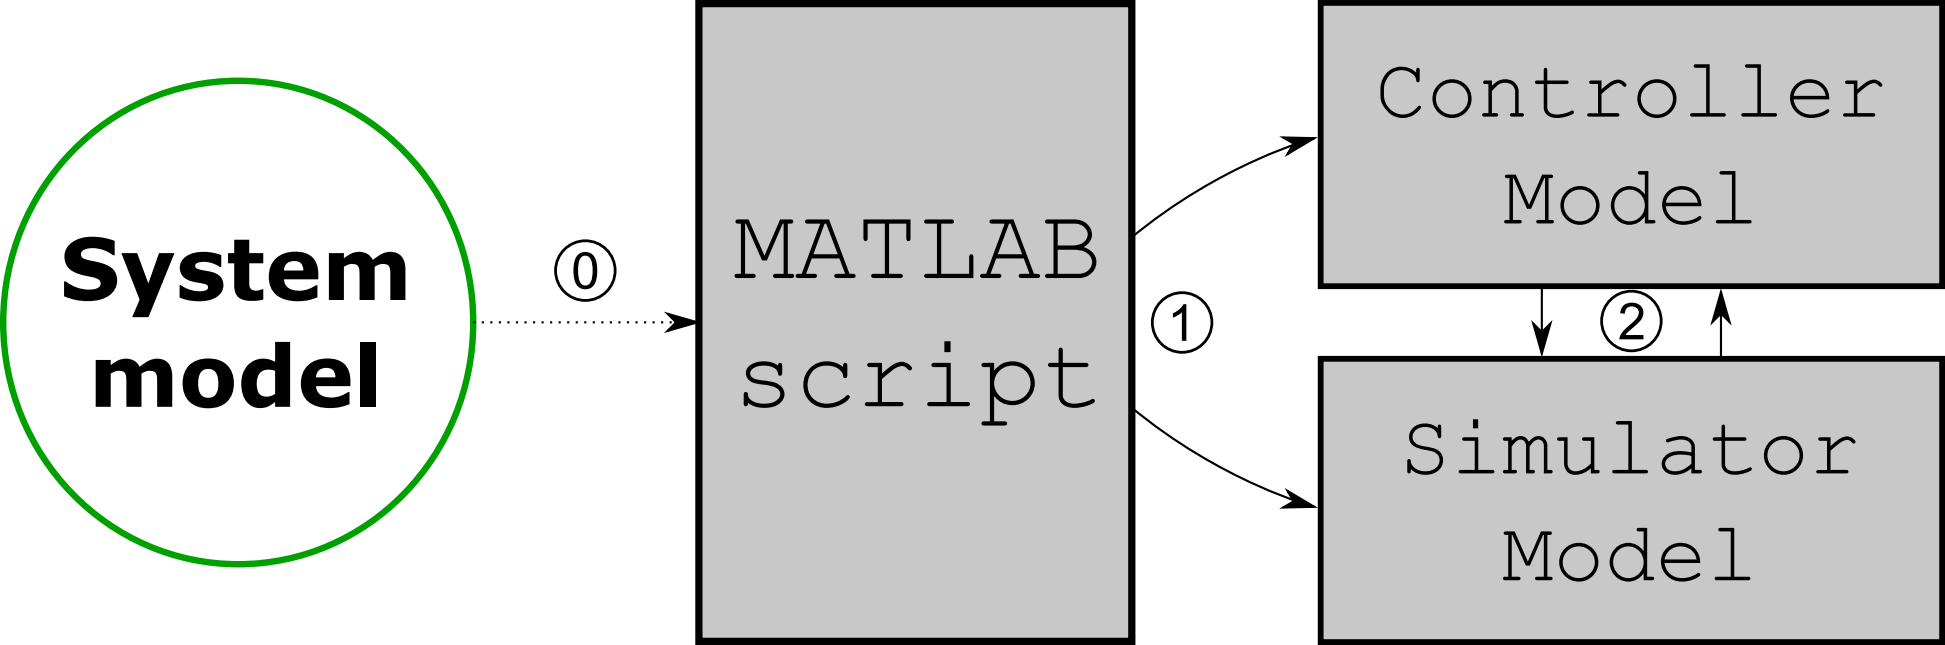 System
model
0
MATLAB
script
1
Controller
Model
2
Simulator
Model